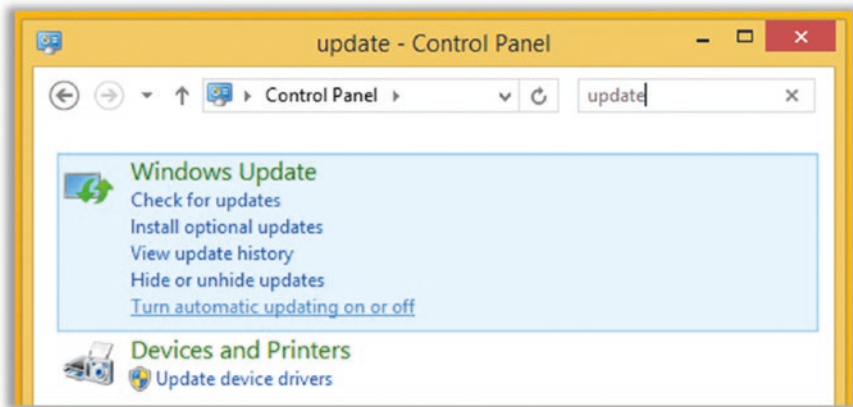 update - Control Panel
Control Panel
update
Windows Update
Check for updates
Install optional updates
View update history
Hide or unhide updates
Turn automatic updating on or off
Devices and Printers
Update device drivers